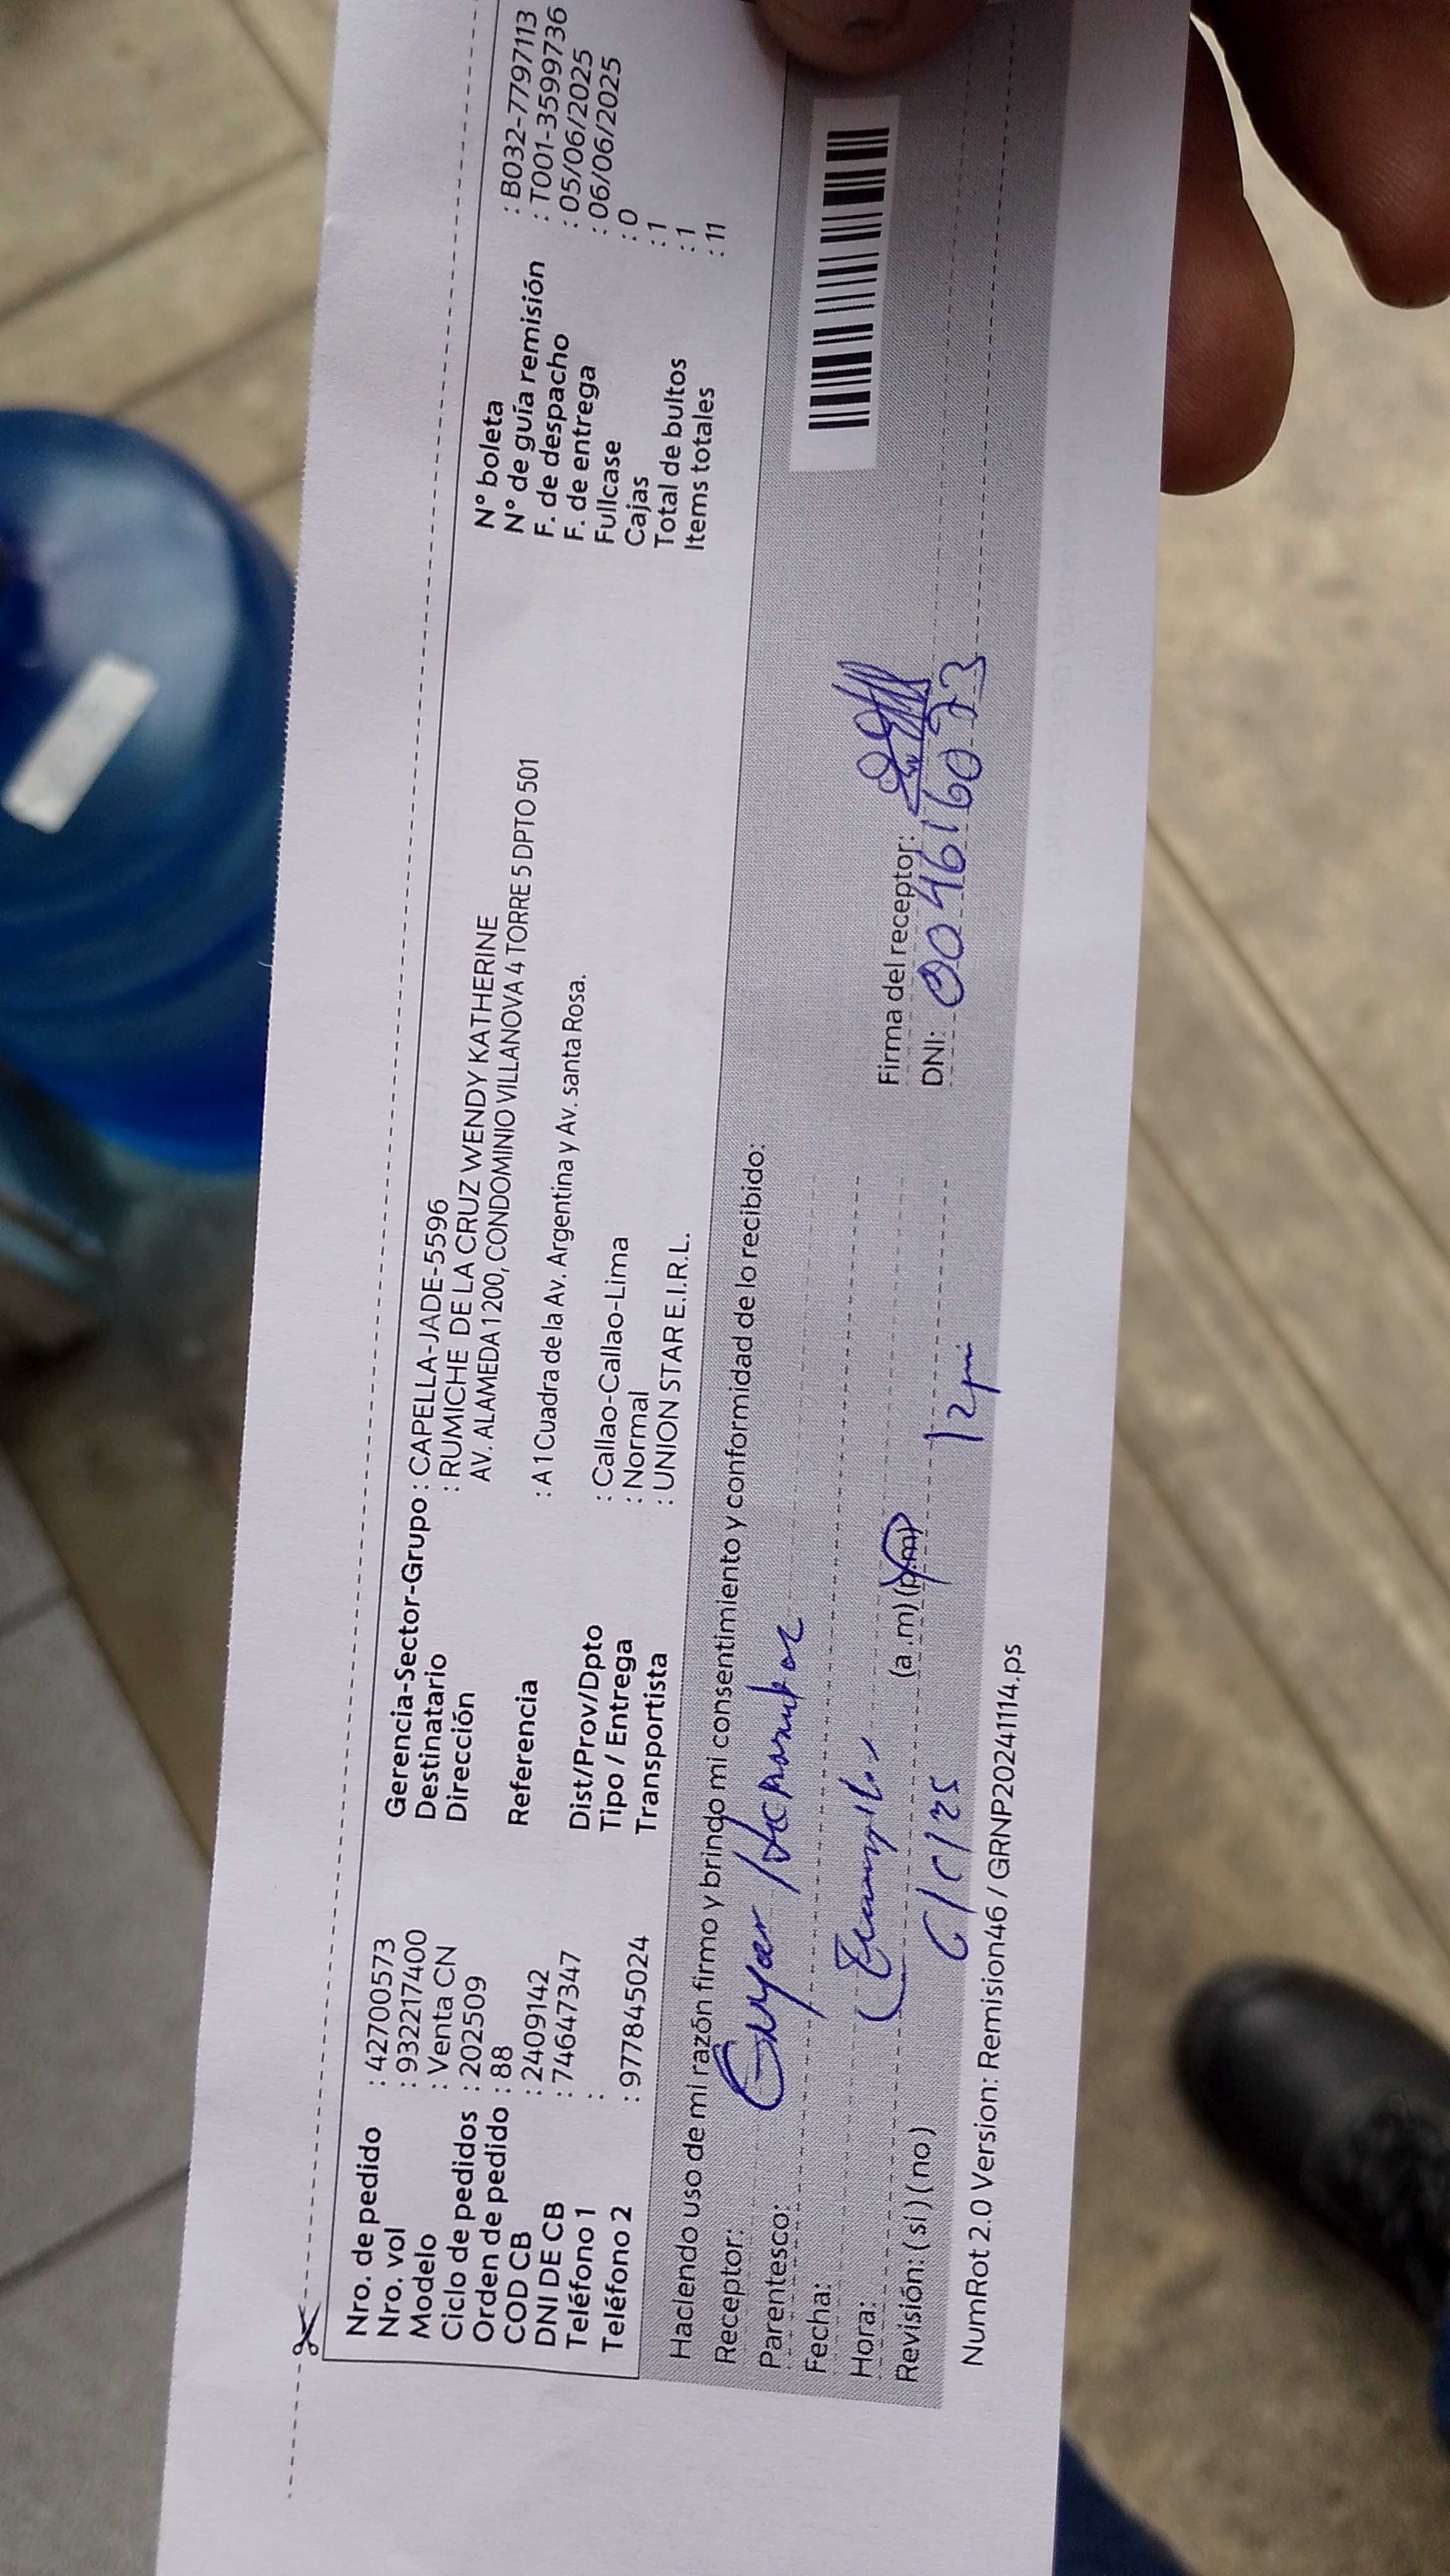 Nro. de pedido : 42700573
Nro. vol : 932217400
Modelo : Venta CN
Ciclo de pedidos : 202509
Orden de pedido : 88
COD CB : 2409142
DNI DE CB : 74647347
Teléfono 1 :
Teléfono 2 : 977845024
Gerencia-Sector-Grupo : CAPELLA-JADE-5596
Destinatario : RUMICHE DE LA CRUZ WENDY KATHERINE
Dirección AV. ALAMEDA 1200, CONDOMINIO VILLANOVA 4 TORRE 5 DPTO 501
Referencia : A 1 Cuadra de la Av. Argentina y Av. santa Rosa.
Dist/Prov/Dpto : Callao-Callao-Lima
Tipo / Entrega : Normal
Transportista : UNION STAR E.I.R.L.
N° boleta : B032-7797113
N° de guía remisión : T001-3599736
F. de despacho : 05/06/2025
F. de entrega : 06/06/2025
Fullcase : 0
Cajas : 1
Total de bultos : 1
Items totales : 11
Haciendo uso de mi razón firmo y brindo mi consentimiento y conformidad de lo recibido:
Receptor:
Parentesco:
Fecha:
Hora: (a.m) (p.m)
Revisión: ( si ) ( no ) 6/6/25 12 pm
Firma del receptor:
DNI: 004616073
NumRot 2.0 Version: Remision46 / GRNP20241114.ps